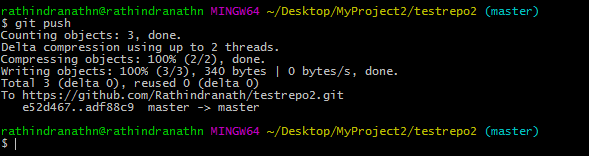 rathindranathn@rathindranathn MINGW64 ~/Desktop/MyProject2/testrepo2 (master)
$ git push
Counting objects: 3, done.
Delta compression using up to 2 threads.
Compressing objects: 100% (2/2), done.
Writing objects: 100% (3/3), 340 bytes | 0 bytes/s, done.
Total 3 (delta 0), reused 0 (delta 0)
To https://github.com/Rathindranath/testrepo2.git
   e52d467..adf88c9  master -> master

rathindranathn@rathindranathn MINGW64 ~/Desktop/MyProject2/testrepo2 (master)
$